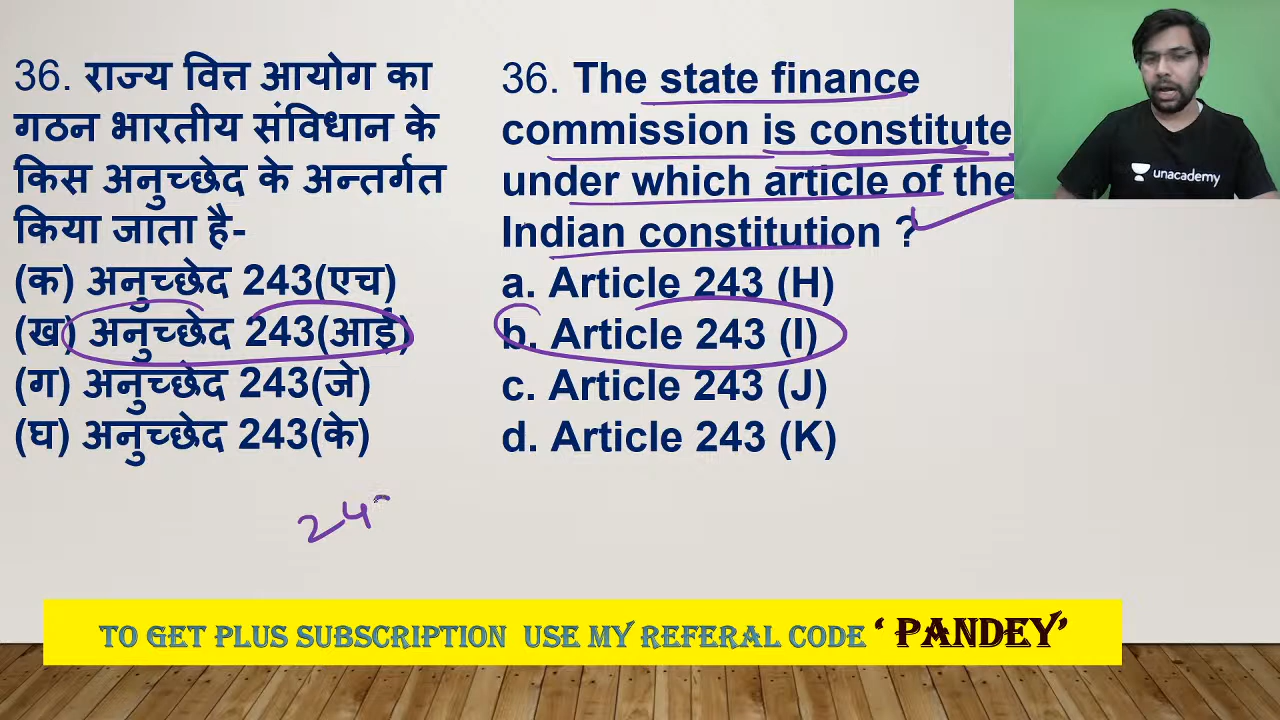 36. राज्य वित्त आयोग का
गठन भारतीय संविधान के
किस अनुच्छेद के अन्तर्गत
किया जाता है-
(क) अनुच्छेद 243(एच)
(ख) अनुच्छेद 243(आई)
(ग) अनुच्छेद 243(जे)
(घ) अनुच्छेद 243(के)
36. The state finance
commission is constitute
under which article of the
Indian constitution ?
a. Article 243 (H)
b. Article 243 (I)
c. Article 243 (J)
d. Article 243 (K)
unacademy
24
TO GET PLUS SUBSCRIPTION USE MY REFERAL CODE ‘ PANDEY’